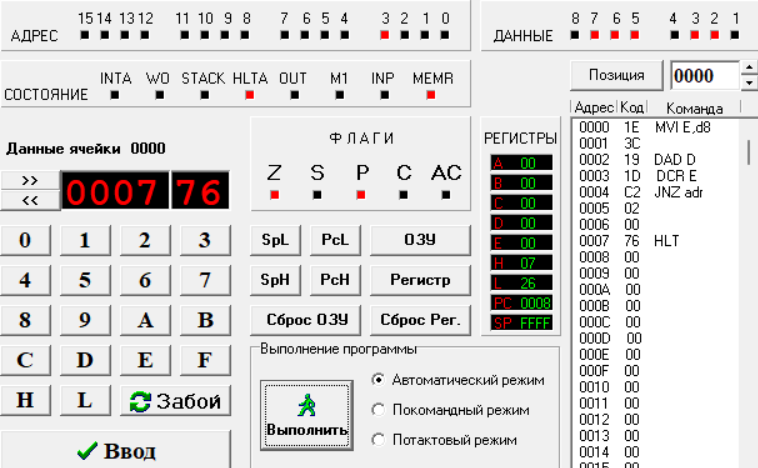 АДРЕС 15 14 13 12 11 10 9 8 7 6 5 4 3 2 1 0
ДАННЫЕ 8 7 6 5 4 3 2 1
СОСТОЯНИЕ INTA WO STACK HLTA OUT M1 INP MEMR
Данные ячейки 0000
>>
<<
0007 76
0 1 2 3
4 5 6 7
8 9 A B
C D E F
H L Забой
Ввод
ФЛАГИ
Z S P C AC
SpL PcL ОЗУ
SpH PcH Регистр
Сброс ОЗУ Сброс Рег.
Выполнение программы
Выполнить
Автоматический режим
Покомандный режим
Потактовый режим
РЕГИСТРЫ
A 00
B 00
C 00
D 00
E 00
H 07
L 26
PC 0008
SP FFFF
Позиция 0000
Адрес Код Команда
0000 1E MVI E,d8
0001 3C
0002 19 DAD D
0003 1D DCR E
0004 C2 JNZ adr
0005 02
0006 00
0007 76 HLT
0008 00
0009 00
000A 00
000B 00
000C 00
000D 00
000E 00
000F 00
0010 00
0011 00
0012 00
0013 00
0014 00
0015 00